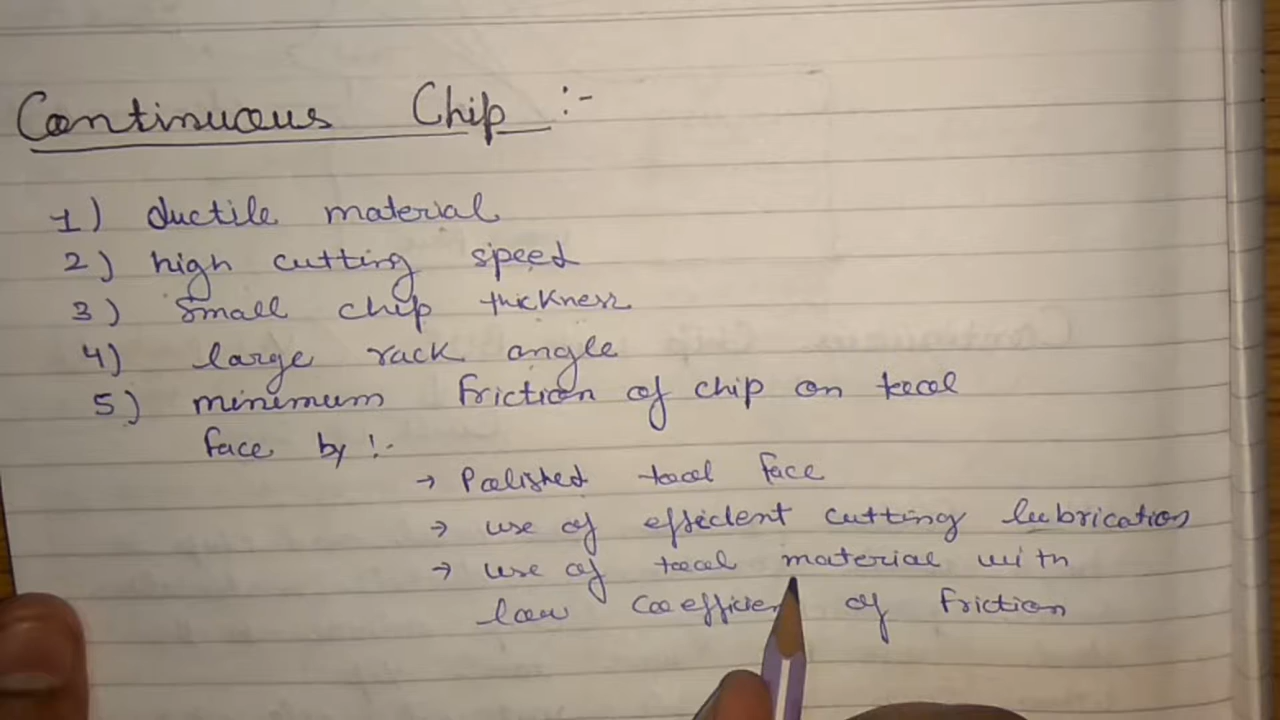 Continuous Chip :-
1) ductile material
2) high cutting speed
3) Small chip thickness
4) large rack angle
5) minimum friction of chip on tool
face by :-
→ Polished tool face
→ use of efficient cutting lubrication
→ use of tool material with
low Coefficien of friction